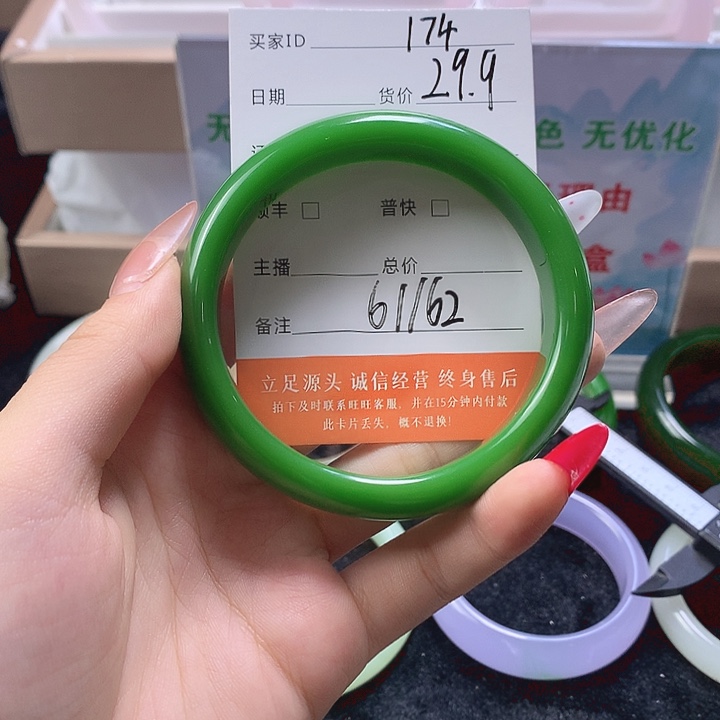 买家ID 174
日期 货价 29.9
顺丰 □ 普快 □
主播 总价
备注 61/62
立足源头 诚信经营 终身售后
拍下及时联系旺旺客服,并在15分钟内付款
此卡片丢失,概不退换!
无
色 无优化
理由
盒